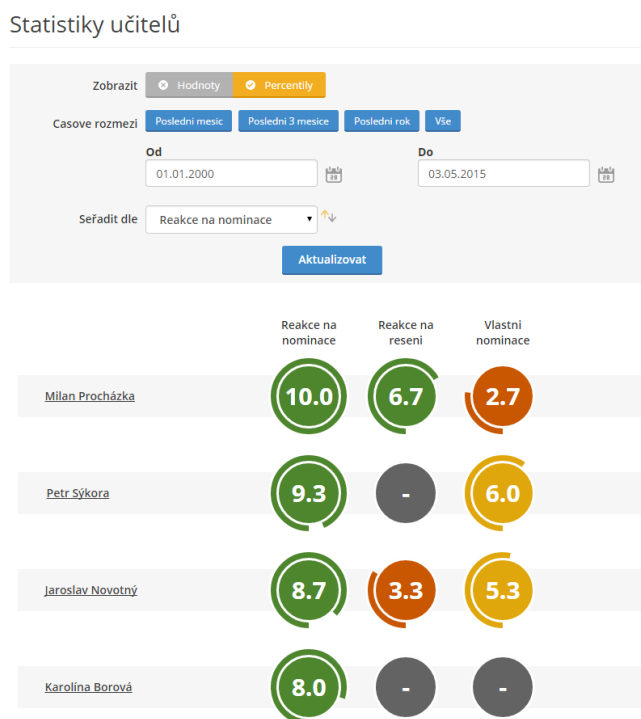 Statistiky učitelů
Zobrazit Hodnoty Percentily
Casove rozmezi Posledni mesic Posledni 3 mesice Posledni rok Vše
Od Do
01.01.2000 03.05.2015
Seřadit dle Reakce na nominace
Aktualizovat
Reakce na Reakce na Vlastni
nominace reseni nominace
Milan Procházka 10.0 6.7 2.7
Petr Sýkora 9.3 - 6.0
Jaroslav Novotný 8.7 3.3 5.3
Karolína Borová 8.0 - -